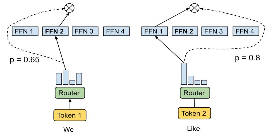 FFN 1 FFN 2 FFN 3 FFN 4
p = 0.65
Router
Token 1
We
FFN 1 FFN 2 FFN 3 FFN 4
p = 0.8
Router
Token 2
Like